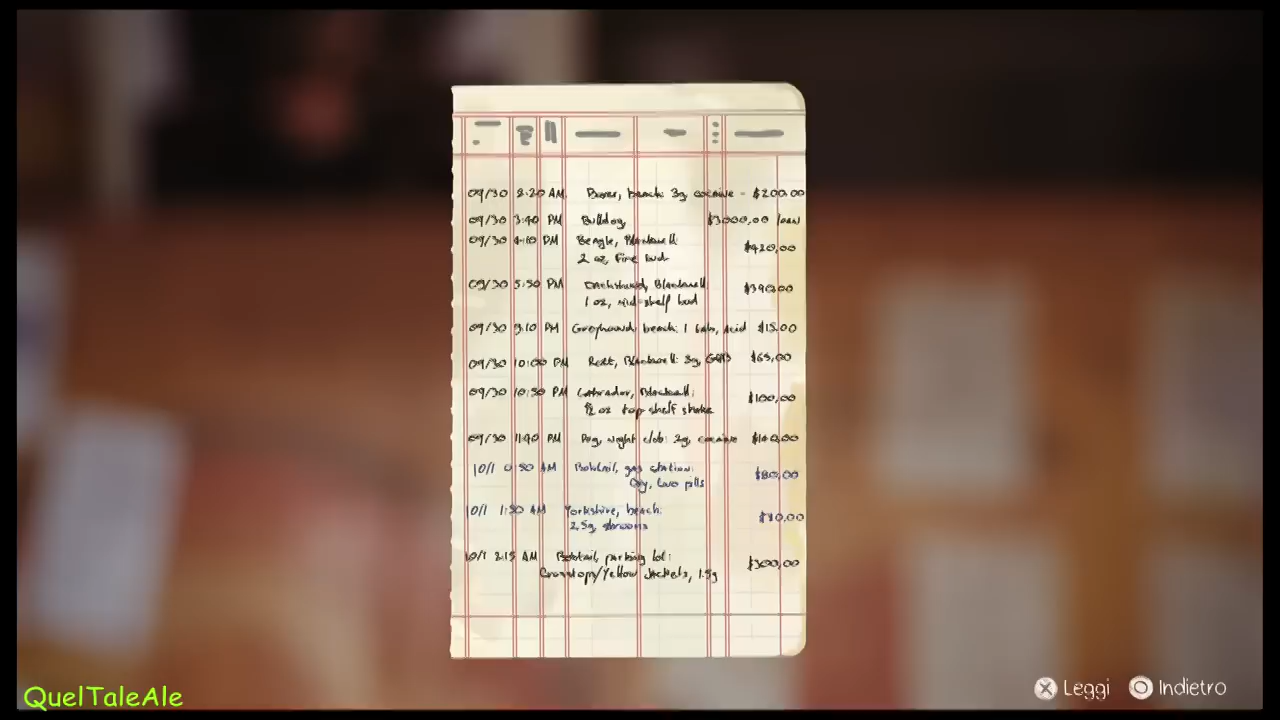 09/30 2:20 AM Boxer, beach: 3g cocaine - $200.00
09/30 3:40 PM Bulldog, $3000,00 loan
09/30 4:10 PM Beagle, Blackwell:
2 oz, fire bud
$420,00
09/30 5:50 PM Dachshund, Blackwell
1 oz, mid-shelf bud
$390.00
09/30 9:10 PM Greyhound, beach: 1 tab, acid $15.00
09/30 10:00 PM Rott, Blackwell: 3g, GHB $65,00
09/30 10:30 PM Labrador, Blackwell:
½ oz top shelf shake
$100,00
09/30 11:40 PM Pug, night club: 2g, cocaine $140,00
10/1 0:50 AM Bobtail, gas station:
Oxy, two pills
$80,00
10/1 1:30 AM Yorkshire, beach:
2.5g, shrooms
10/1 2:15 AM Bobtail, parking lot:
Crosstops/Yellow Jackets, 1.5g
$300,00
QuelTaleAle
Leggi
Indietro